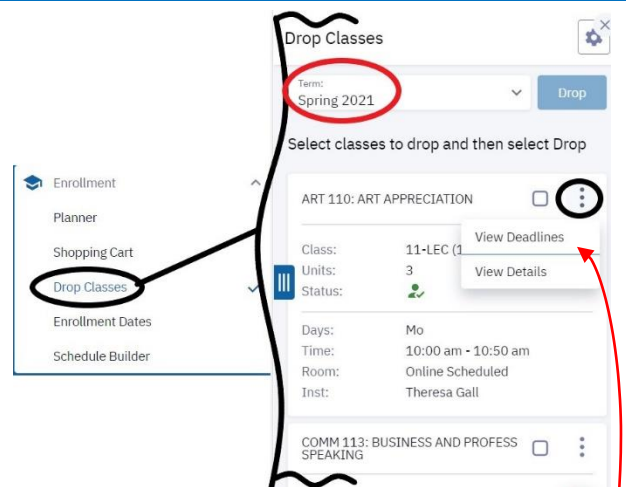 Drop Classes
Term:
Spring 2021
Drop
Select classes to drop and then select Drop
Enrollment
Planner
Shopping Cart
Drop Classes
Enrollment Dates
Schedule Builder
ART 110: ART APPRECIATION
View Deadlines
View Details
Class: 11-LEC (1
Units: 3
Status:
Days: Mo
Time: 10:00 am - 10:50 am
Room: Online Scheduled
Inst: Theresa Gall
COMM 113: BUSINESS AND PROFESS
SPEAKING